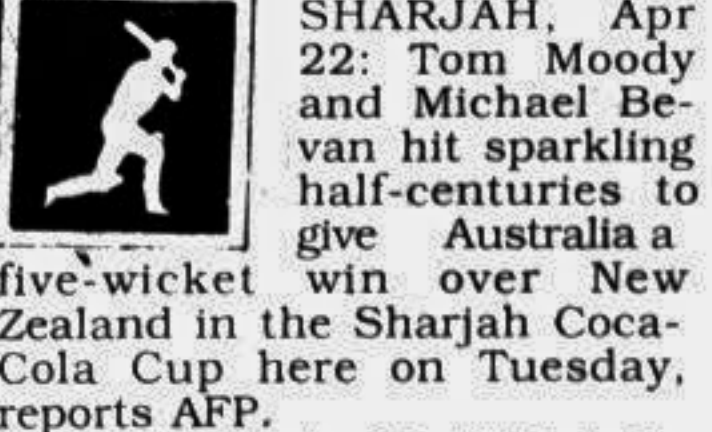 SHARJAH, Apr
22: Tom Moody
and Michael Be-
van hit sparkling
half-centuries to
give Australia a
five-wicket win over New
Zealand in the Sharjah Coca-
Cola Cup here on Tuesday,
reports AFP.